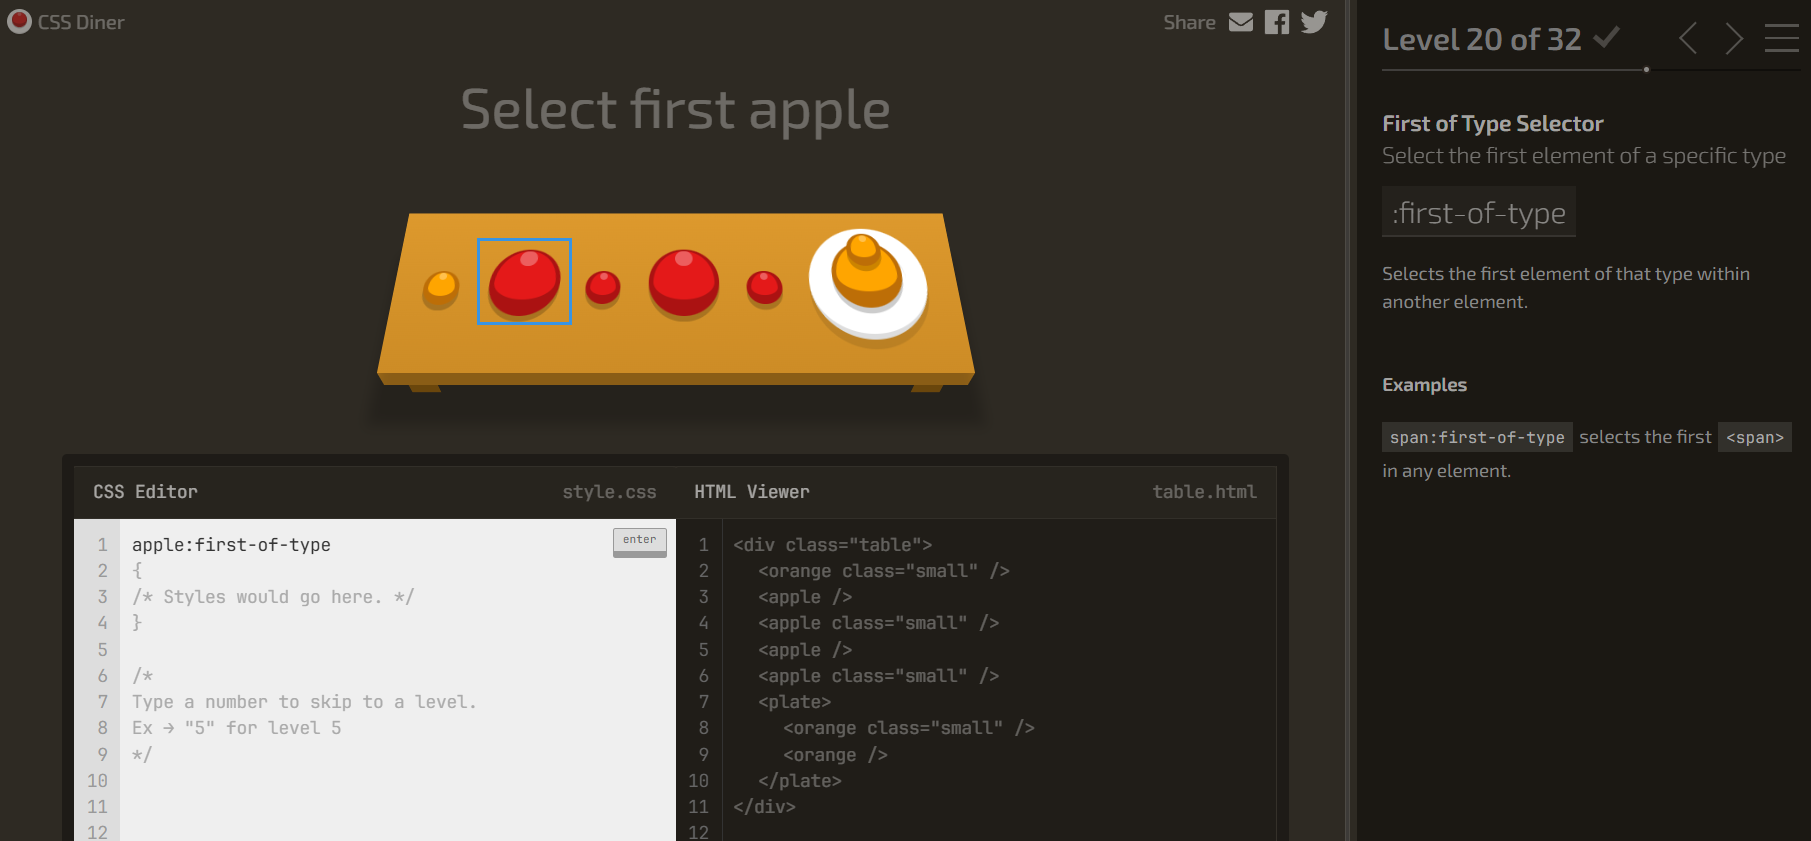 CSS Diner
Share
Select first apple
CSS Editor
style.css
1 apple:first-of-type
enter
2 {
3 /* Styles would go here. */
4 }
5
6 /*
7 Type a number to skip to a level.
8 Ex → "5" for level 5
9 */
10
11
12
HTML Viewer
table.html
1 <div class="table">
2 <orange class="small" />
3 <apple />
4 <apple class="small" />
5 <apple />
6 <apple class="small" />
7 <plate>
8 <orange class="small" />
9 <orange />
10 </plate>
11 </div>
12
Level 20 of 32
First of Type Selector
Select the first element of a specific type
:first-of-type
Selects the first element of that type within
another element.
Examples
span:first-of-type selects the first <span>
in any element.